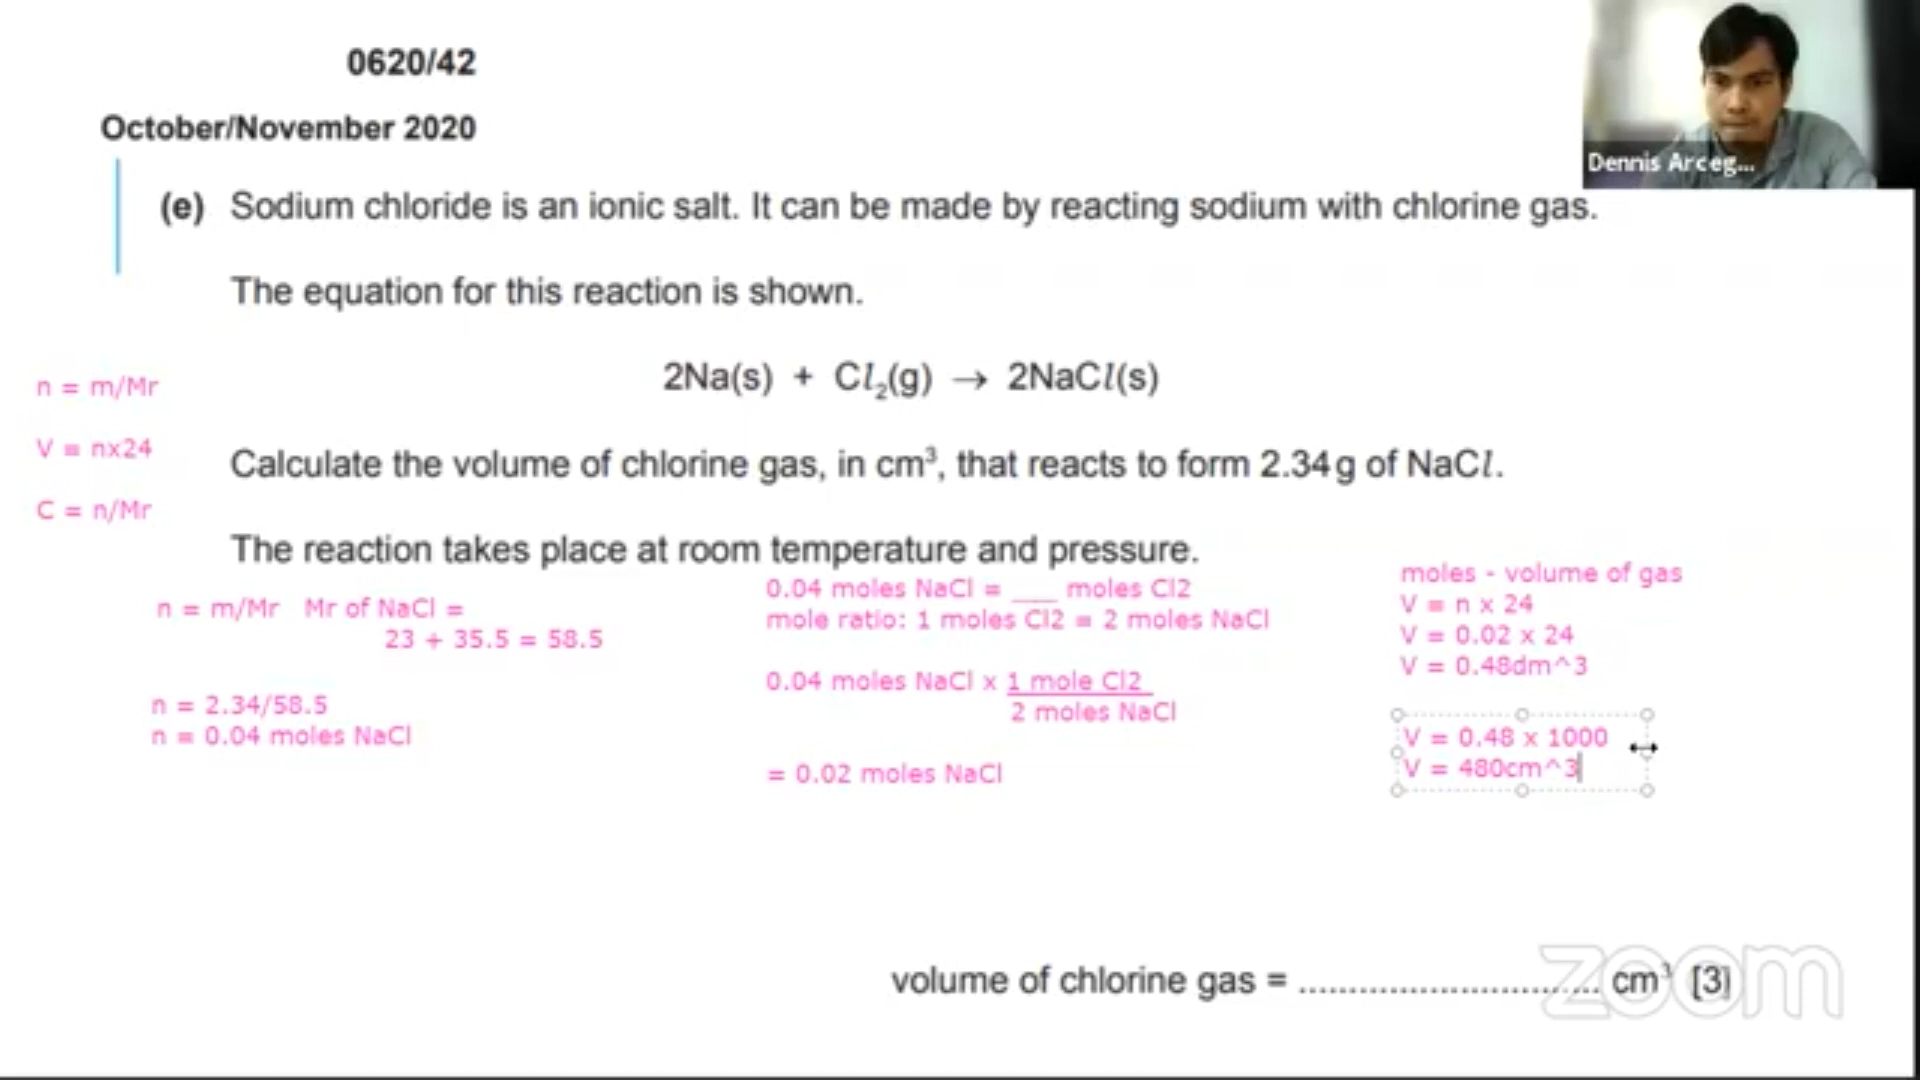 0620/42
October/November 2020
Dennis Arceg...
(e) Sodium chloride is an ionic salt. It can be made by reacting sodium with chlorine gas.
The equation for this reaction is shown.
n = m/Mr
2Na(s) + Cl₂(g) → 2NaCl(s)
V = nx24
Calculate the volume of chlorine gas, in cm³, that reacts to form 2.34 g of NaCl.
C = n/Mr
The reaction takes place at room temperature and pressure.
n = m/Mr Mr of NaCl =
23 + 35.5 = 58.5
n = 2.34/58.5
n = 0.04 moles NaCl
0.04 moles NaCl = ___ moles Cl2
mole ratio: 1 moles Cl2 = 2 moles NaCl
0.04 moles NaCl x 1 mole Cl2
2 moles NaCl
= 0.02 moles NaCl
moles - volume of gas
V = n x 24
V = 0.02 x 24
V = 0.48dm^3
V = 0.48 x 1000
V = 480cm^3
volume of chlorine gas = .............................. cm³ [3]
zoom